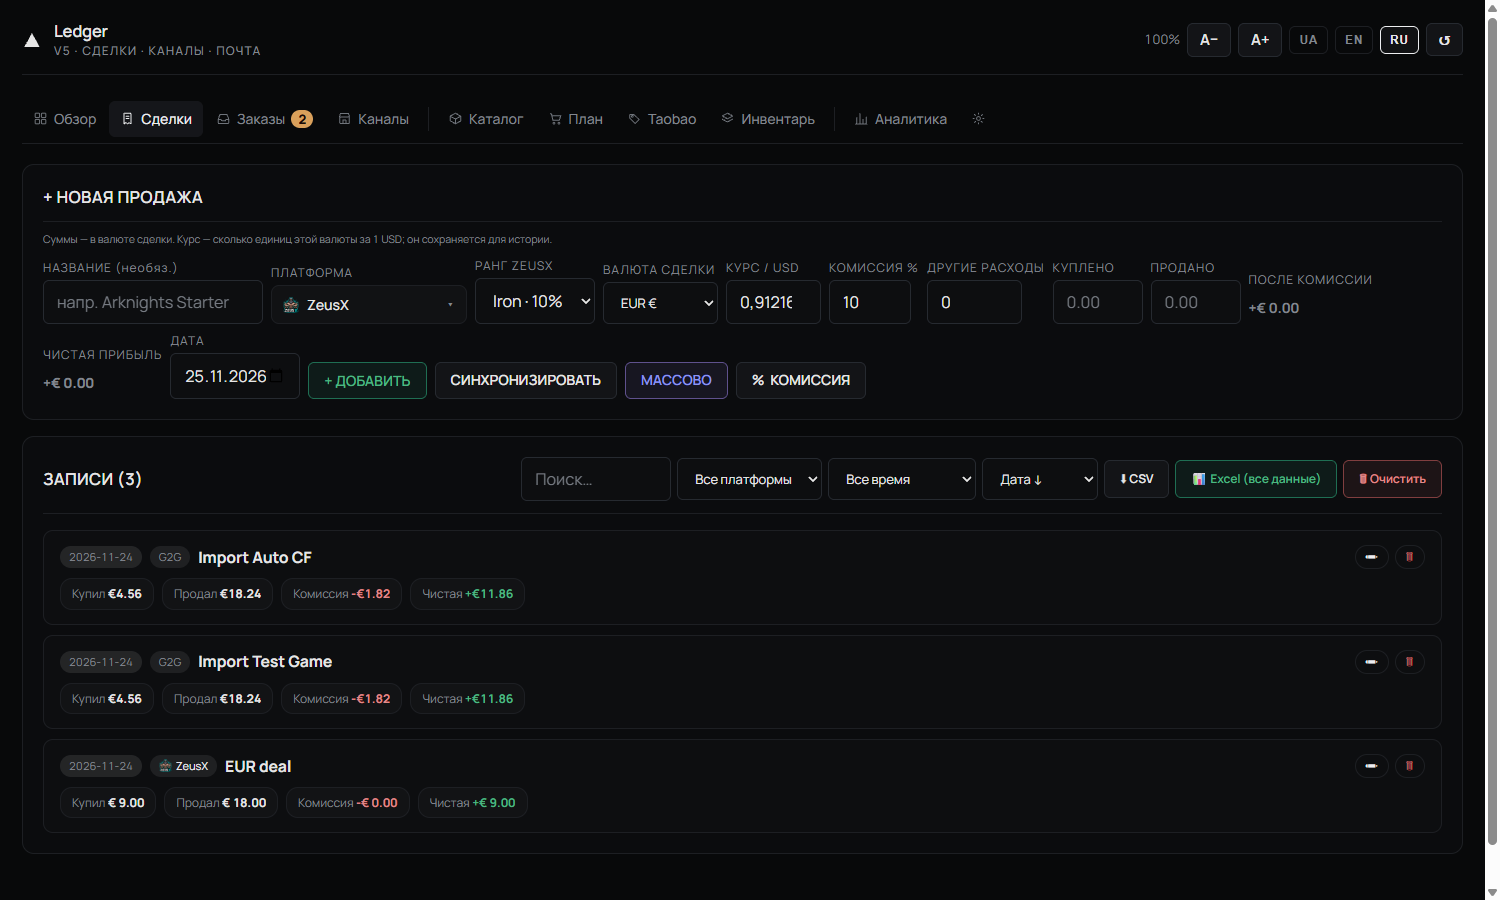 Ledger
V5 · СДЕЛКИ · КАНАЛЫ · ПОЧТА
100% A− A+ UA EN RU ↺
Обзор Сделки Заказы 2 Каналы Каталог План Taobao Инвентарь Аналитика
+ НОВАЯ ПРОДАЖА
Суммы — в валюте сделки. Курс — сколько единиц этой валюты за 1 USD; он сохраняется для истории.
НАЗВАНИЕ (необяз.) ПЛАТФОРМА РАНГ ZEUSX ВАЛЮТА СДЕЛКИ КУРС / USD КОМИССИЯ % ДРУГИЕ РАСХОДЫ КУПЛЕНО ПРОДАНО ПОСЛЕ КОМИССИИ
напр. Arknights Starter ZeusX Iron · 10% EUR € 0,91216 10 0 0.00 0.00 +€ 0.00
ЧИСТАЯ ПРИБЫЛЬ ДАТА
+€ 0.00 25.11.2026 + ДОБАВИТЬ СИНХРОНИЗИРОВАТЬ МАССОВО % КОМИССИЯ
ЗАПИСИ (3) Поиск... Все платформы Все время Дата ↓ ⬇CSV Excel (все данные) Очистить
2026-11-24 G2G Import Auto CF
Купил €4.56 Продал €18.24 Комиссия -€1.82 Чистая +€11.86
2026-11-24 G2G Import Test Game
Купил €4.56 Продал €18.24 Комиссия -€1.82 Чистая +€11.86
2026-11-24 ZeusX EUR deal
Купил € 9.00 Продал € 18.00 Комиссия -€ 0.00 Чистая +€ 9.00